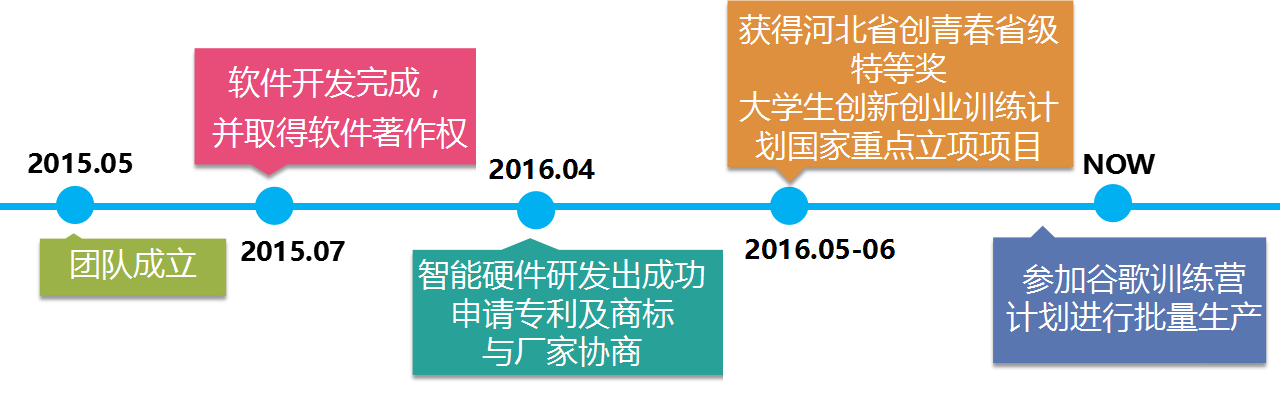 2015.05
团队成立
软件开发完成，
并取得软件著作权
2015.07
2016.04
智能硬件研发出成功
申请专利及商标
与厂家协商
获得河北省创青春省级
特等奖
大学生创新创业训练计
划国家重点立项项目
2016.05-06
NOW
参加谷歌训练营
计划进行批量生产